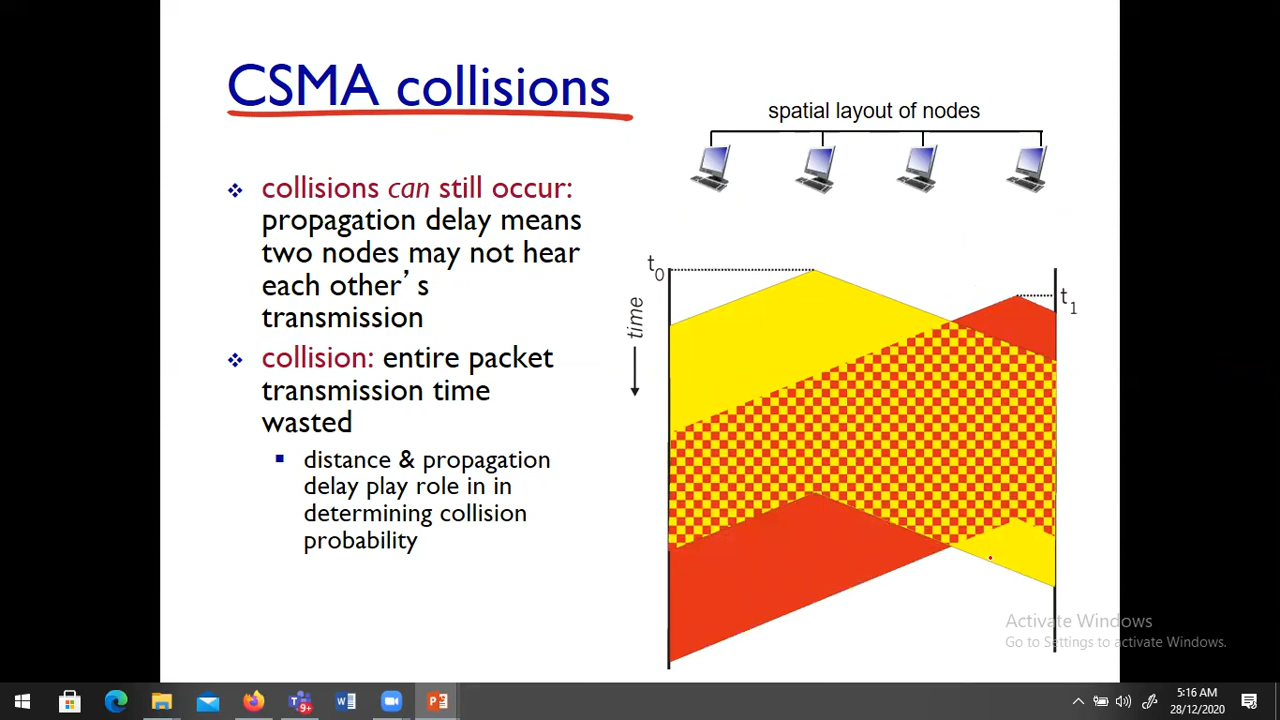 CSMA collisions
spatial layout of nodes
collisions can still occur:
propagation delay means
two nodes may not hear
each other’s
transmission
collision: entire packet
transmission time
wasted
distance & propagation
delay play role in in
determining collision
probability
t0
t1
time
Activate Windows
Go to Settings to activate Windows.
9+
5:16 AM
28/12/2020